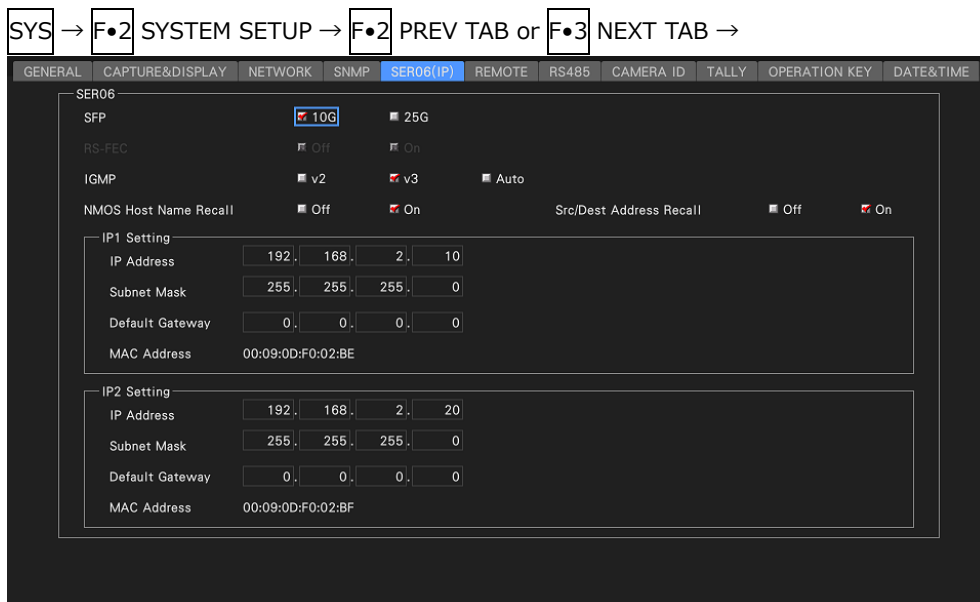 SYS → F•2 SYSTEM SETUP → F•2 PREV TAB or F•3 NEXT TAB →
GENERAL CAPTURE&DISPLAY NETWORK SNMP SER06(IP) REMOTE RS485 CAMERA ID TALLY OPERATION KEY DATE&TIME
SER06
SFP 10G 25G
RS-FEC Off On
IGMP v2 v3 Auto
NMOS Host Name Recall Off On Src/Dest Address Recall Off On
IP1 Setting
IP Address 192. 168. 2. 10
Subnet Mask 255. 255. 255. 0
Default Gateway 0. 0. 0. 0
MAC Address 00:09:0D:F0:02:BE
IP2 Setting
IP Address 192. 168. 2. 20
Subnet Mask 255. 255. 255. 0
Default Gateway 0. 0. 0. 0
MAC Address 00:09:0D:F0:02:BF